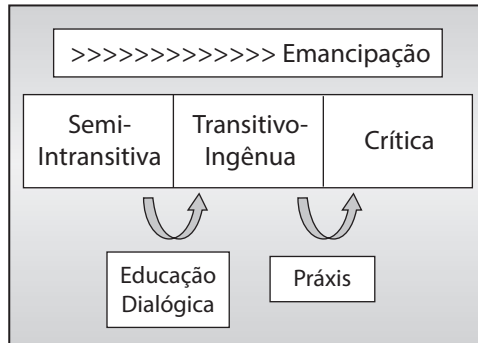 >>>>>>>>>>>>> Emancipação
Semi-
Intransitiva
Transitivo-
Ingênua
Crítica
Educação
Dialógica
Práxis